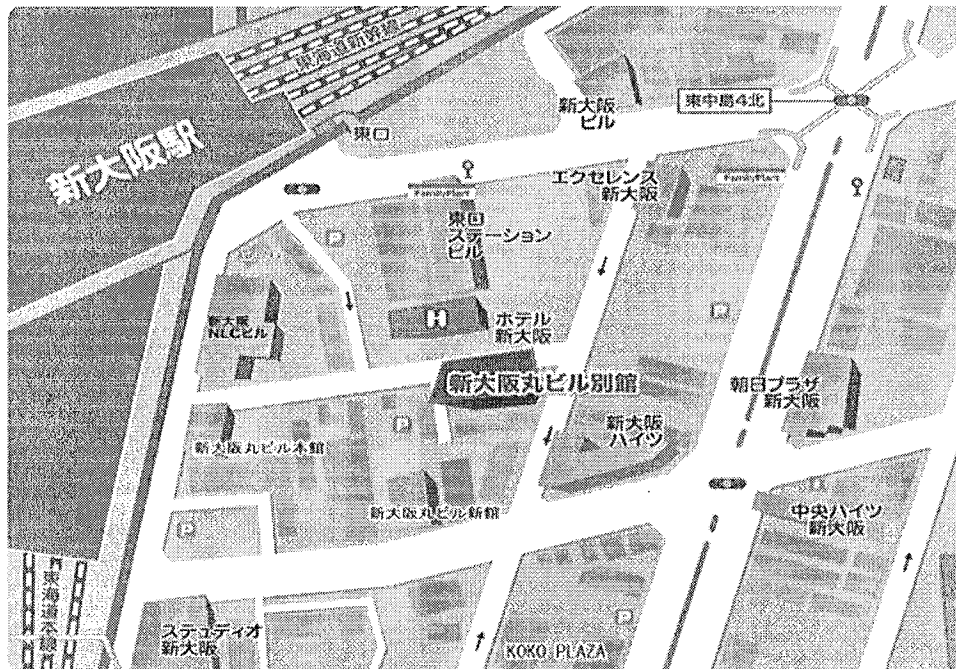 東海道新幹線
新大阪駅
東口
新大阪
ビル
東中島4北
FamilyMart
エクセレンス
新大阪
FamilyMart
P
東口
ステーション
ビル
新大阪
NLCビル
H
ホテル
新大阪
P
新大阪丸ビル別館
朝日プラザ
新大阪
新大阪
ハイツ
P
新大阪丸ビル本館
新大阪丸ビル新館
中央ハイツ
新大阪
P
東海道本線
ステュディオ
新大阪
P
KOKO PLAZA